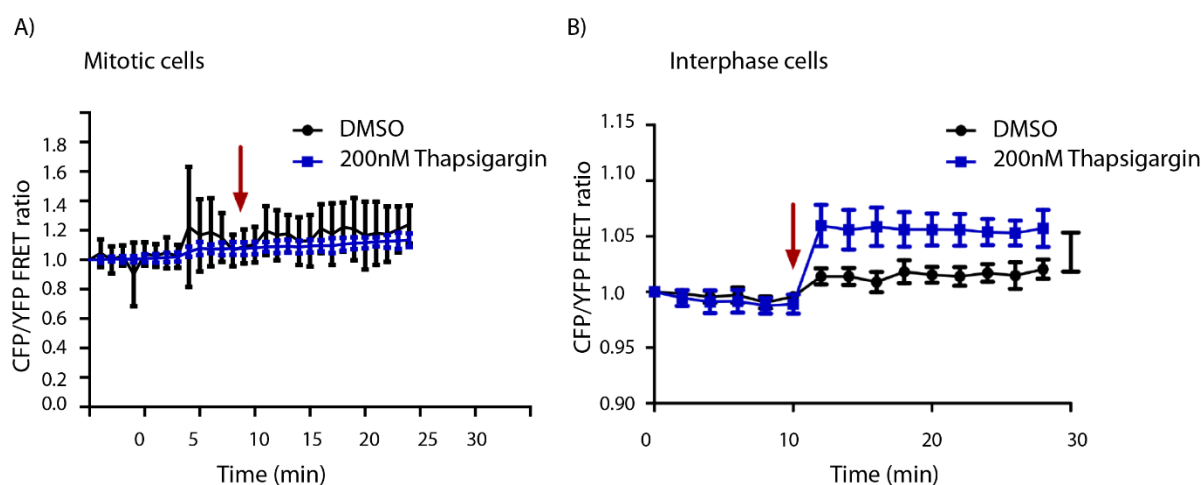 A)
Mitotic cells
DMSO
200nM Thapsigargin
CFP/YFP FRET ratio
1.8
1.6
1.4
1.2
1.0
0.8
0.6
0.4
0.2
0.0
0 5 10 15 20 25 30
Time (min)
B)
Interphase cells
DMSO
200nM Thapsigargin
CFP/YFP FRET ratio
1.15
1.10
1.05
1.0
0.95
0.90
0 10 20 30
Time (min)